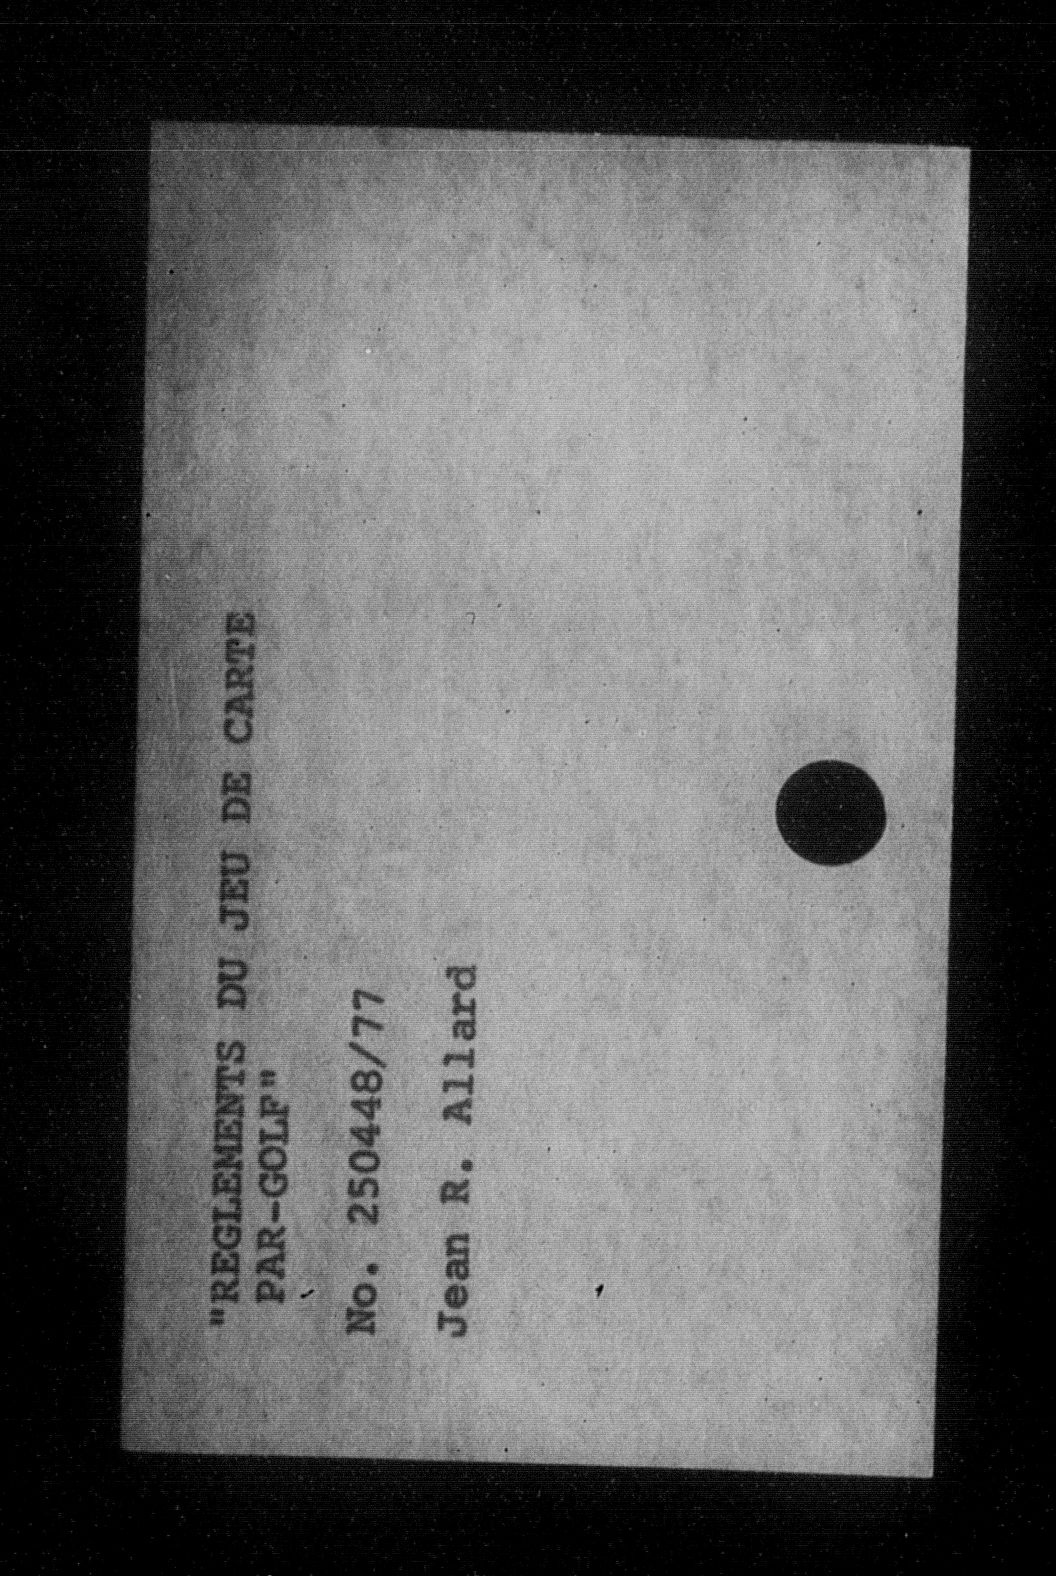 "REGLEMENTS DU JEU DE CARTE
PAR-GOLF"
No. 250448/77
Jean R. Allard